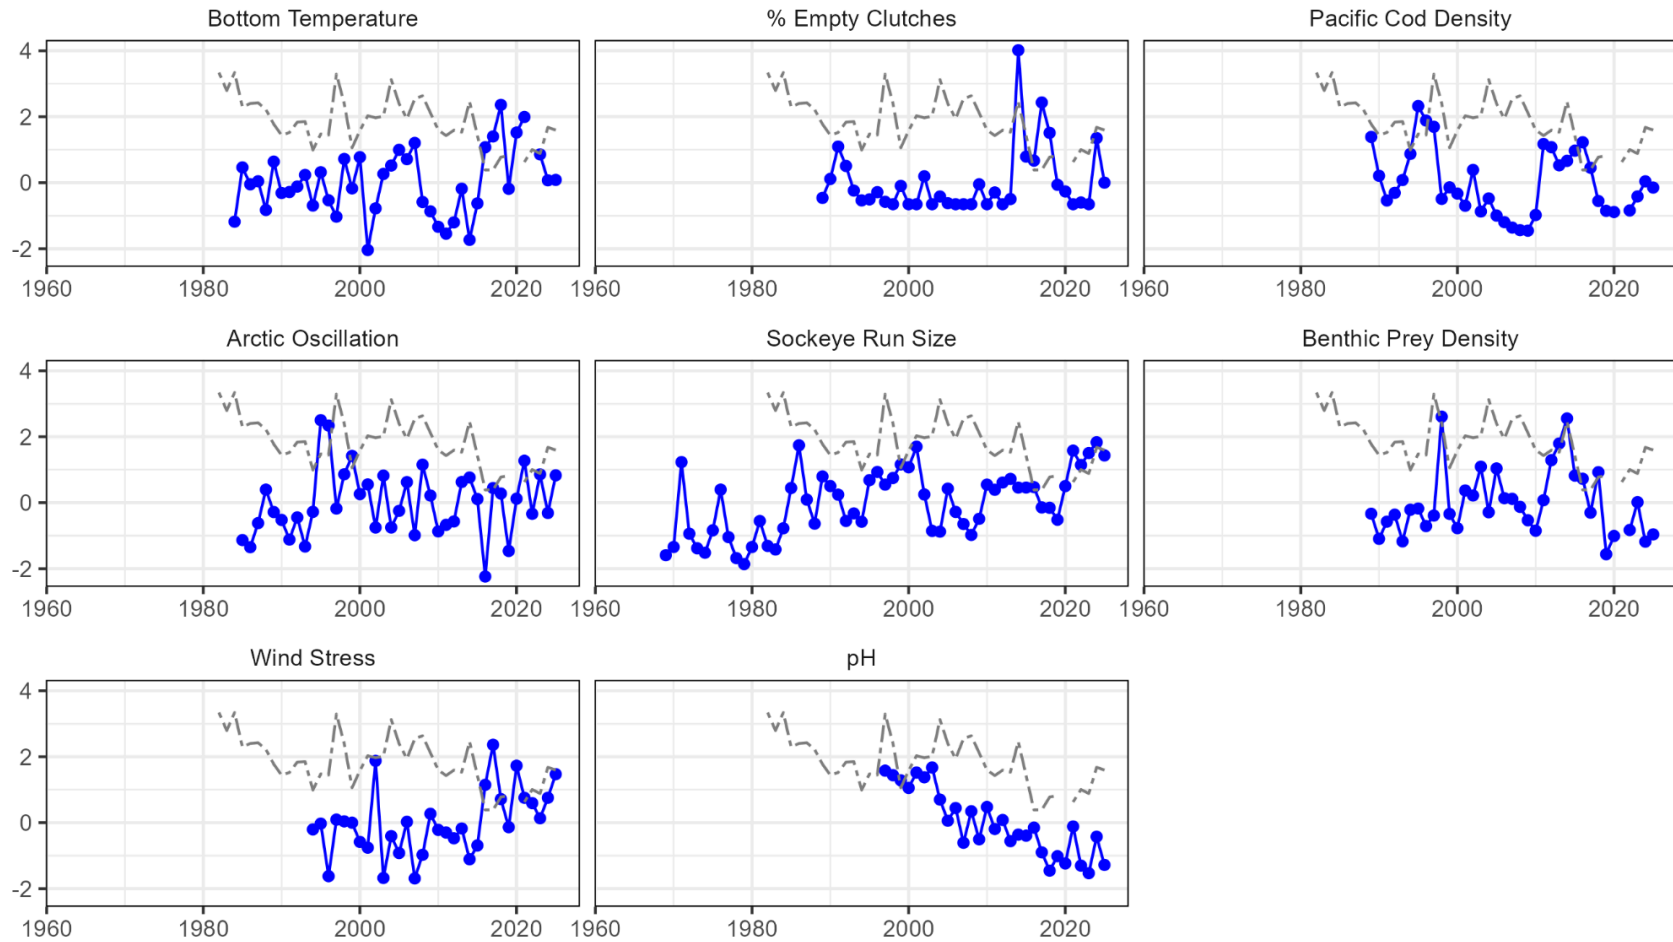 Bottom Temperature
% Empty Clutches
Pacific Cod Density
4
2
0
-2
1960 1980 2000 2020 1960 1980 2000 2020 1960 1980 2000 2020
Arctic Oscillation
Sockeye Run Size
Benthic Prey Density
4
2
0
-2
1960 1980 2000 2020 1960 1980 2000 2020 1960 1980 2000 2020
Wind Stress
pH
4
2
0
-2
1960 1980 2000 2020 1960 1980 2000 2020